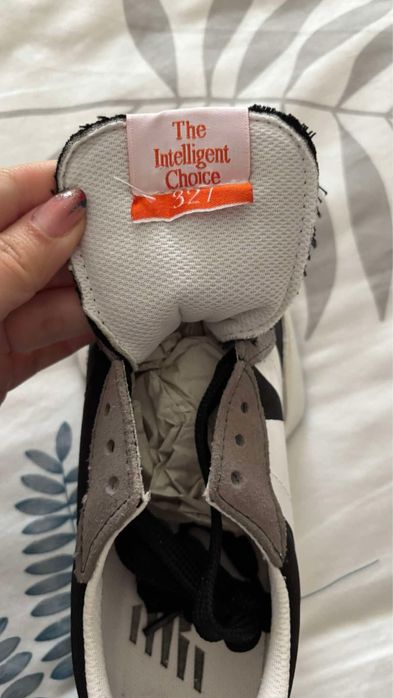 The
Intelligent
Choice
327